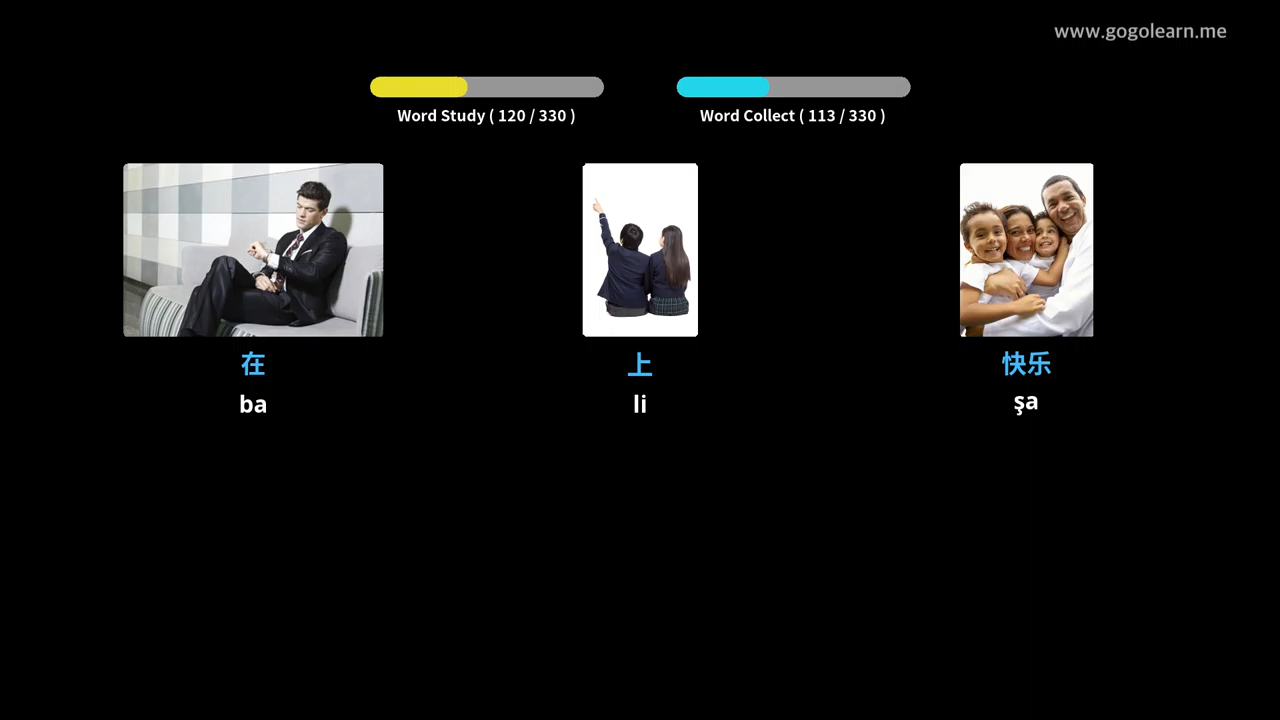 www.gogolearn.me
Word Study ( 120 / 330 )
Word Collect ( 113 / 330 )
在
上
快乐
ba
li
şa